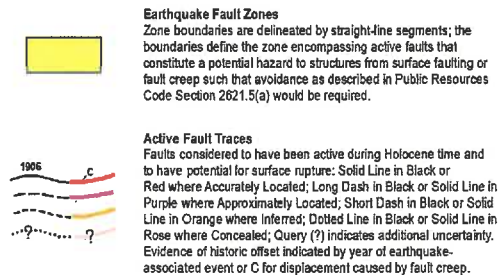 Earthquake Fault Zones
Zone boundaries are delineated by straight-line segments; the
boundaries define the zone encompassing active faults that
constitute a potential hazard to structures from surface faulting or
fault creep such that avoidance as described in Public Resources
Code Section 2621.5(a) would be required.
Active Fault Traces
Faults considered to have been active during Holocene time and
to have potential for surface rupture: Solid Line in Black or
Red where Accurately Located; Long Dash in Black or Solid Line in
Purple where Approximately Located; Short Dash in Black or Solid
Line in Orange where Inferred; Dotted Line in Black or Solid Line in
Rose where Concealed; Query (?) indicates additional uncertainty.
Evidence of historic offset indicated by year of earthquake-
associated event or C for displacement caused by fault creep.
1906 C
? ?